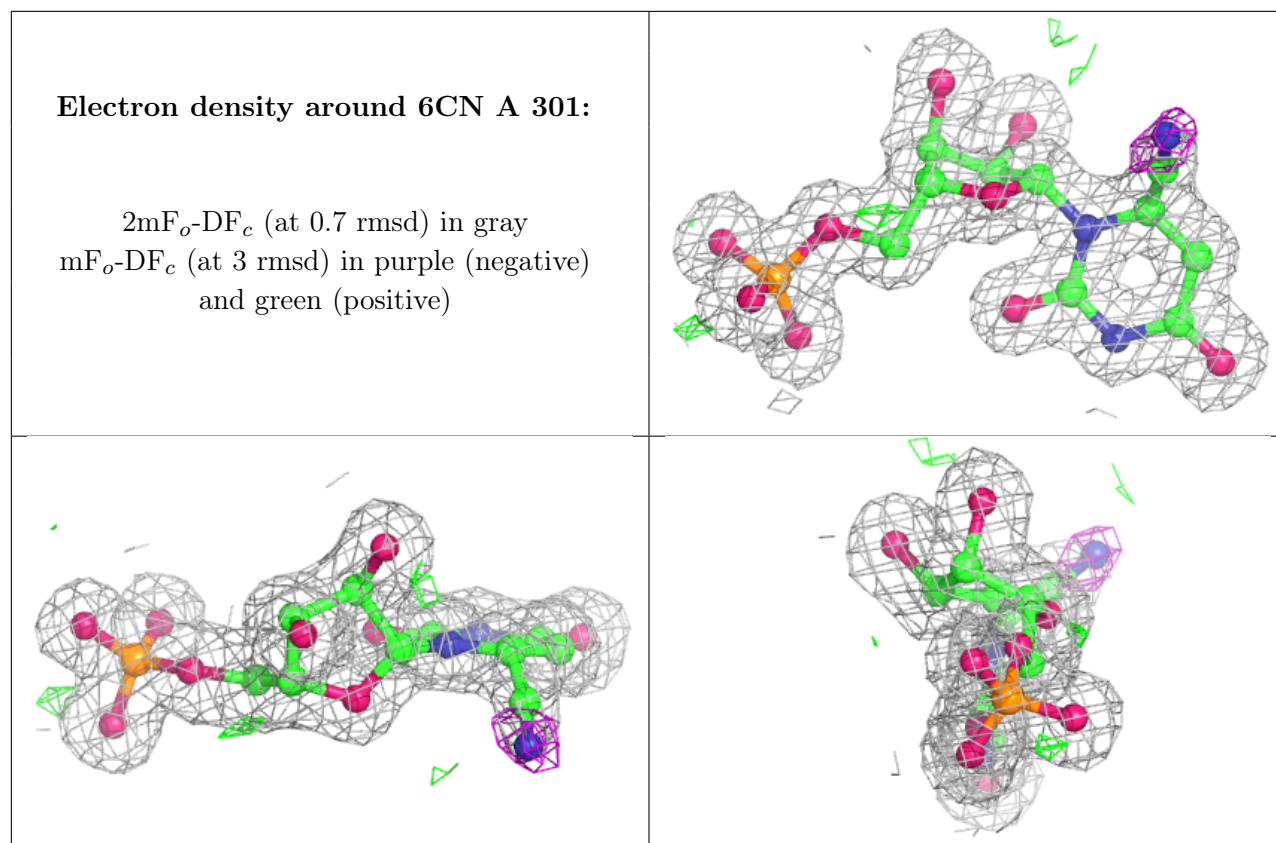 Electron density around 6CN A 301:
2mFo-DFc (at 0.7 rmsd) in gray
mFo-DFc (at 3 rmsd) in purple (negative)
and green (positive)